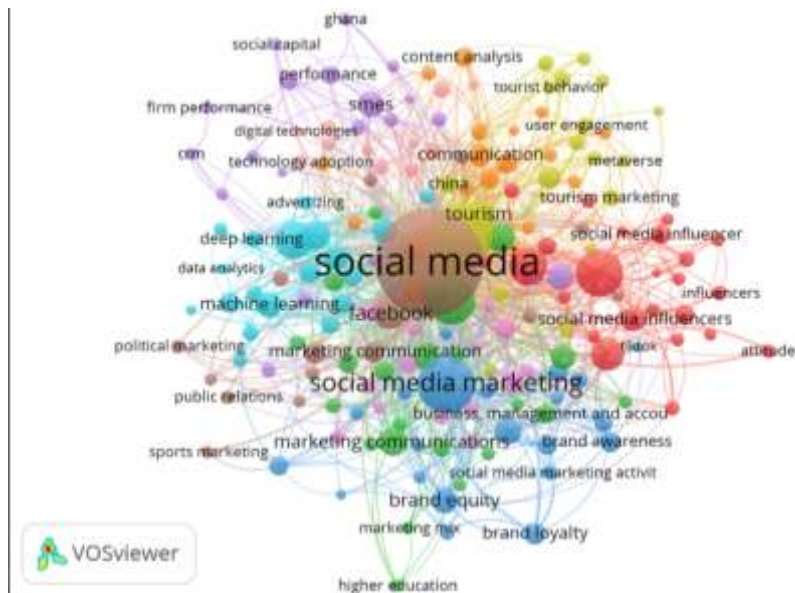 ghana
social capital
content analysis
performance
tourist behavior
smes
firm performance
user engagement
digital technologies
communication
crm
technology adoption
metaverse
china
tourism marketing
advertizing
tourism
social media influencer
deep learning
social media
data analytics
influencers
machine learning
facebook
social media influencers
political marketing
marketing communication
tiktok
attitude
social media marketing
public relations
business, management and accou
marketing communications
brand awareness
sports marketing
social media marketing activit
brand equity
marketing mix
brand loyalty
VOSviewer
higher education